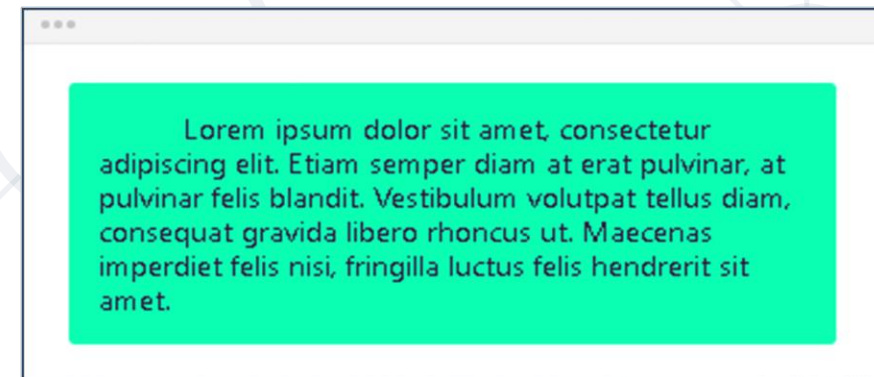 Lorem ipsum dolor sit amet, consectetur
adipiscing elit. Etiam semper diam at erat pulvinar, at
pulvinar felis blandit. Vestibulum volutpat tellus diam,
consequat gravida libero rhoncus ut. Maecenas
imperdiet felis nisi, fringilla luctus felis hendrerit sit
amet.